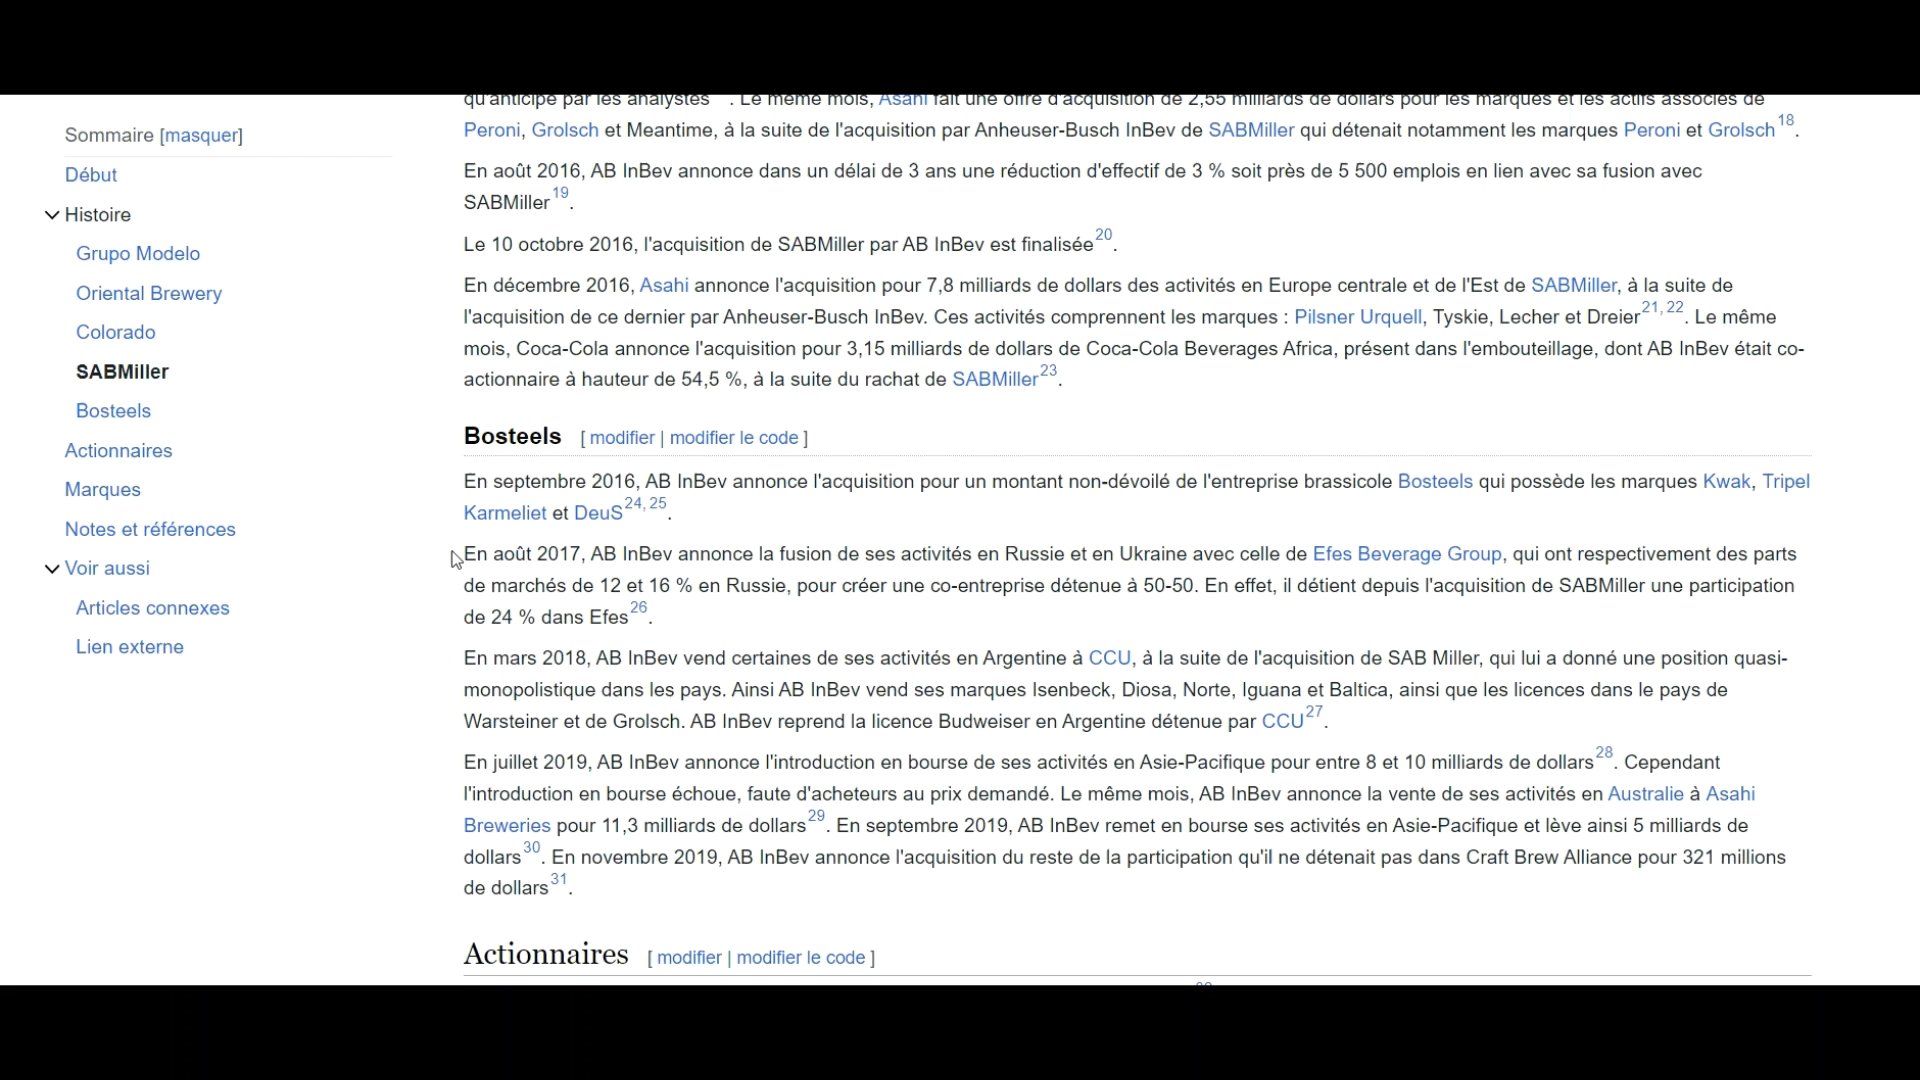 Sommaire [masquer]
Début
Histoire
Grupo Modelo
Oriental Brewery
Colorado
SABMiller
Bosteels
Actionnaires
Marques
Notes et références
Voir aussi
Articles connexes
Lien externe
qu'anticipé par les analystes . Le même mois, Asahi fait une offre d'acquisition de 2,55 milliards de dollars pour les marques et les actifs associés de
Peroni, Grolsch et Meantime, à la suite de l'acquisition par Anheuser-Busch InBev de SABMiller qui détenait notamment les marques Peroni et Grolsch18.
En août 2016, AB InBev annonce dans un délai de 3 ans une réduction d'effectif de 3 % soit près de 5 500 emplois en lien avec sa fusion avec
SABMiller19.
Le 10 octobre 2016, l'acquisition de SABMiller par AB InBev est finalisée20.
En décembre 2016, Asahi annonce l'acquisition pour 7,8 milliards de dollars des activités en Europe centrale et de l'Est de SABMiller, à la suite de
l'acquisition de ce dernier par Anheuser-Busch InBev. Ces activités comprennent les marques : Pilsner Urquell, Tyskie, Lecher et Dreier21, 22. Le même
mois, Coca-Cola annonce l'acquisition pour 3,15 milliards de dollars de Coca-Cola Beverages Africa, présent dans l'embouteillage, dont AB InBev était co-
actionnaire à hauteur de 54,5 %, à la suite du rachat de SABMiller23.
Bosteels [ modifier | modifier le code ]
En septembre 2016, AB InBev annonce l'acquisition pour un montant non-dévoilé de l'entreprise brassicole Bosteels qui possède les marques Kwak, Tripel
Karmeliet et DeuS24, 25.
En août 2017, AB InBev annonce la fusion de ses activités en Russie et en Ukraine avec celle de Efes Beverage Group, qui ont respectivement des parts
de marchés de 12 et 16 % en Russie, pour créer une co-entreprise détenue à 50-50. En effet, il détient depuis l'acquisition de SABMiller une participation
de 24 % dans Efes26.
En mars 2018, AB InBev vend certaines de ses activités en Argentine à CCU, à la suite de l'acquisition de SAB Miller, qui lui a donné une position quasi-
monopolistique dans les pays. Ainsi AB InBev vend ses marques Isenbeck, Diosa, Norte, Iguana et Baltica, ainsi que les licences dans le pays de
Warsteiner et de Grolsch. AB InBev reprend la licence Budweiser en Argentine détenue par CCU27.
En juillet 2019, AB InBev annonce l'introduction en bourse de ses activités en Asie-Pacifique pour entre 8 et 10 milliards de dollars28. Cependant
l'introduction en bourse échoue, faute d'acheteurs au prix demandé. Le même mois, AB InBev annonce la vente de ses activités en Australie à Asahi
Breweries pour 11,3 milliards de dollars29. En septembre 2019, AB InBev remet en bourse ses activités en Asie-Pacifique et lève ainsi 5 milliards de
dollars30. En novembre 2019, AB InBev annonce l'acquisition du reste de la participation qu'il ne détenait pas dans Craft Brew Alliance pour 321 millions
de dollars31.
Actionnaires [ modifier | modifier le code ]